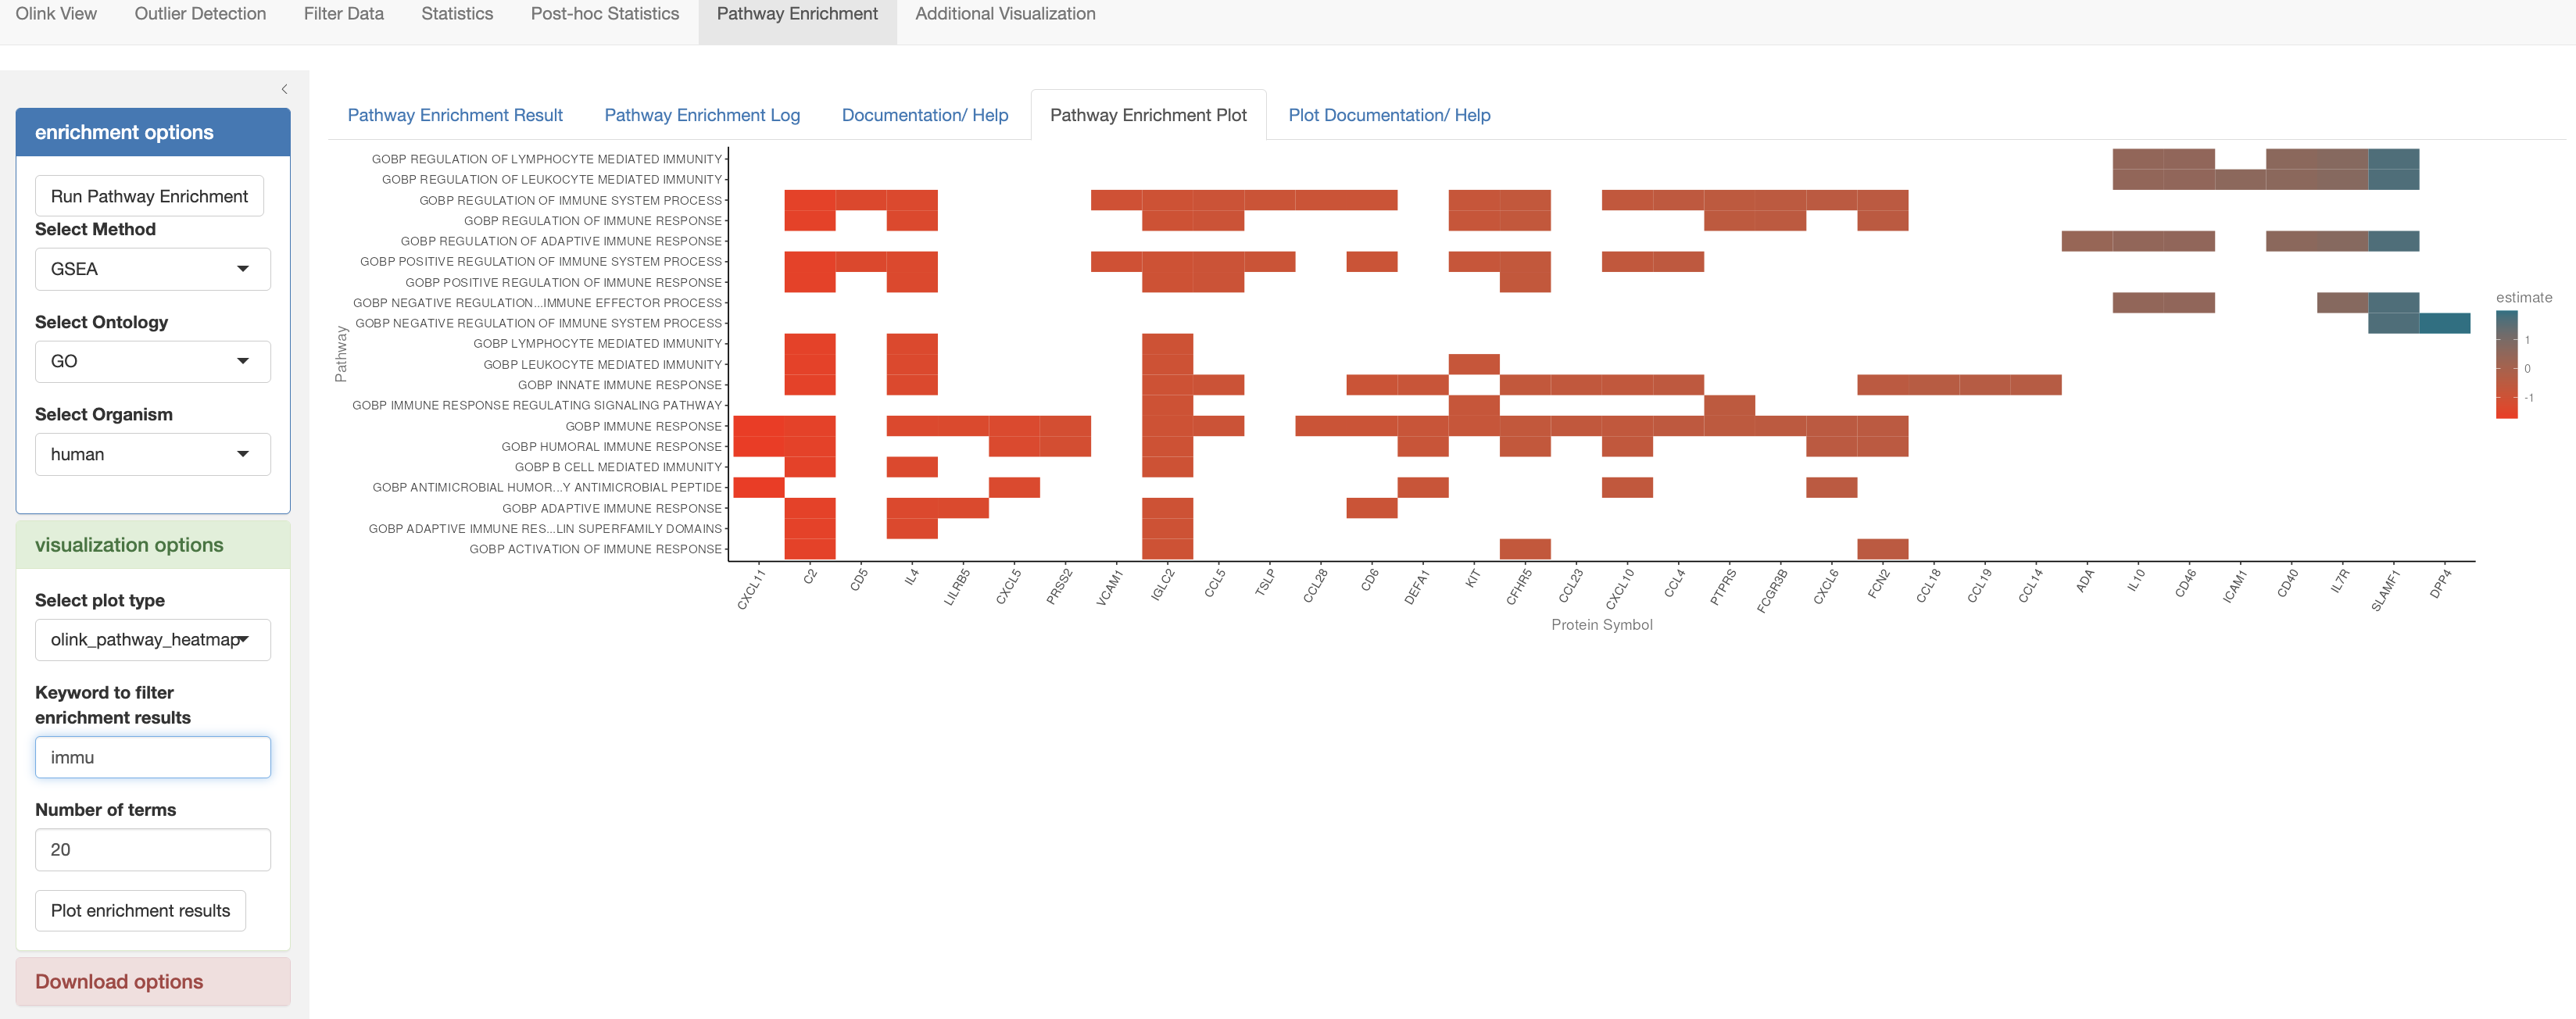 Olink View Outlier Detection Filter Data Statistics Post-hoc Statistics Pathway Enrichment Additional Visualization
enrichment options
Run Pathway Enrichment
Select Method
GSEA
Select Ontology
GO
Select Organism
human
visualization options
Select plot type
olink_pathway_heatmap
Keyword to filter
enrichment results
immu
Number of terms
20
Plot enrichment results
Download options
Pathway Enrichment Result Pathway Enrichment Log Documentation/ Help Pathway Enrichment Plot Plot Documentation/ Help
Pathway
GOBP REGULATION OF LYMPHOCYTE MEDIATED IMMUNITY
GOBP REGULATION OF LEUKOCYTE MEDIATED IMMUNITY
GOBP REGULATION OF IMMUNE SYSTEM PROCESS
GOBP REGULATION OF IMMUNE RESPONSE
GOBP REGULATION OF ADAPTIVE IMMUNE RESPONSE
GOBP POSITIVE REGULATION OF IMMUNE SYSTEM PROCESS
GOBP POSITIVE REGULATION OF IMMUNE RESPONSE
GOBP NEGATIVE REGULATION...IMMUNE EFFECTOR PROCESS
GOBP NEGATIVE REGULATION OF IMMUNE SYSTEM PROCESS
GOBP LYMPHOCYTE MEDIATED IMMUNITY
GOBP LEUKOCYTE MEDIATED IMMUNITY
GOBP INNATE IMMUNE RESPONSE
GOBP IMMUNE RESPONSE REGULATING SIGNALING PATHWAY
GOBP IMMUNE RESPONSE
GOBP HUMORAL IMMUNE RESPONSE
GOBP B CELL MEDIATED IMMUNITY
GOBP ANTIMICROBIAL HUMOR...Y ANTIMICROBIAL PEPTIDE
GOBP ADAPTIVE IMMUNE RESPONSE
GOBP ADAPTIVE IMMUNE RES...LIN SUPERFAMILY DOMAINS
GOBP ACTIVATION OF IMMUNE RESPONSE
CXCL11 C2 CD5 IL4 LILRB5 CXCL5 PRSS2 VCAM1 IGLC2 CCL5 TSLP CCL28 CD6 DEFA1 KIT CFHR5 CCL23 CXCL10 CCL4 PTPRS FCGR3B CXCL6 FCN2 CCL18 CCL19 CCL14 ADA IL10 CD46 ICAM1 CD40 IL7R SLAMF1 DPP4
Protein Symbol
estimate
1
0
-1